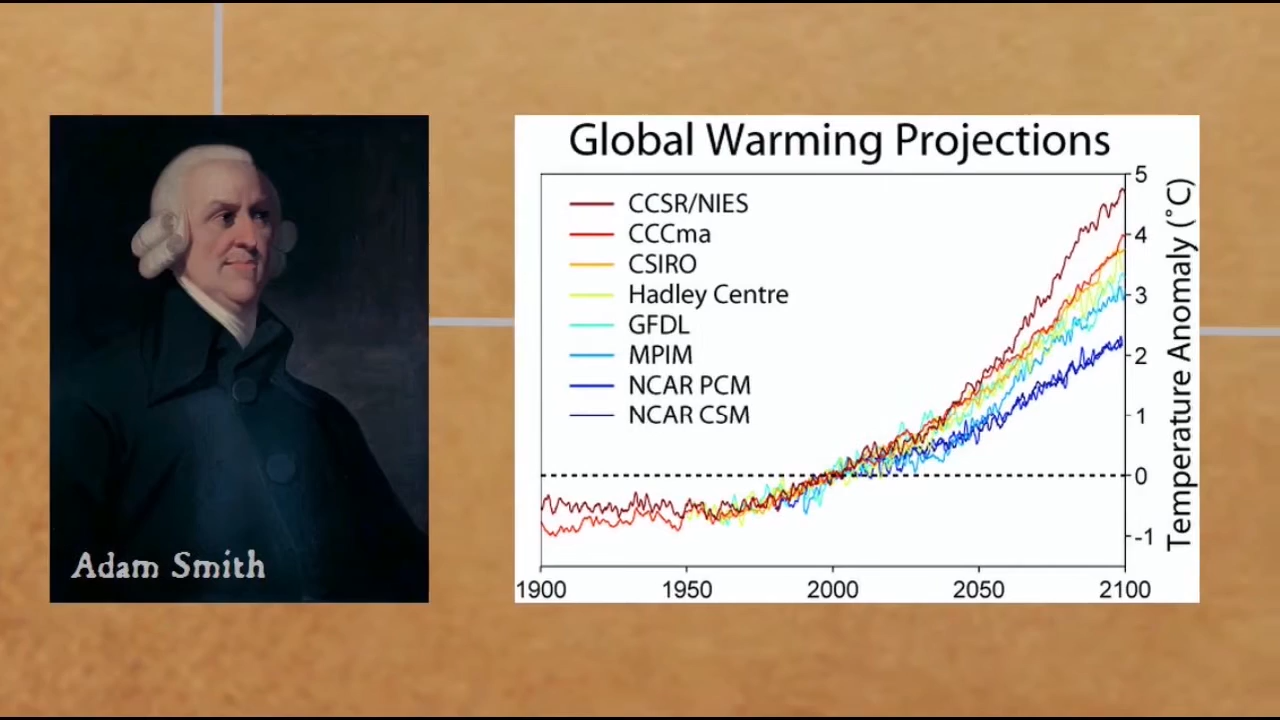 Adam Smith
Global Warming Projections
CCSR/NIES
CCCma
CSIRO
Hadley Centre
GFDL
MPIM
NCAR PCM
NCAR CSM
5
4
3
2
1
0
-1
Temperature Anomaly (˚C)
1900 1950 2000 2050 2100